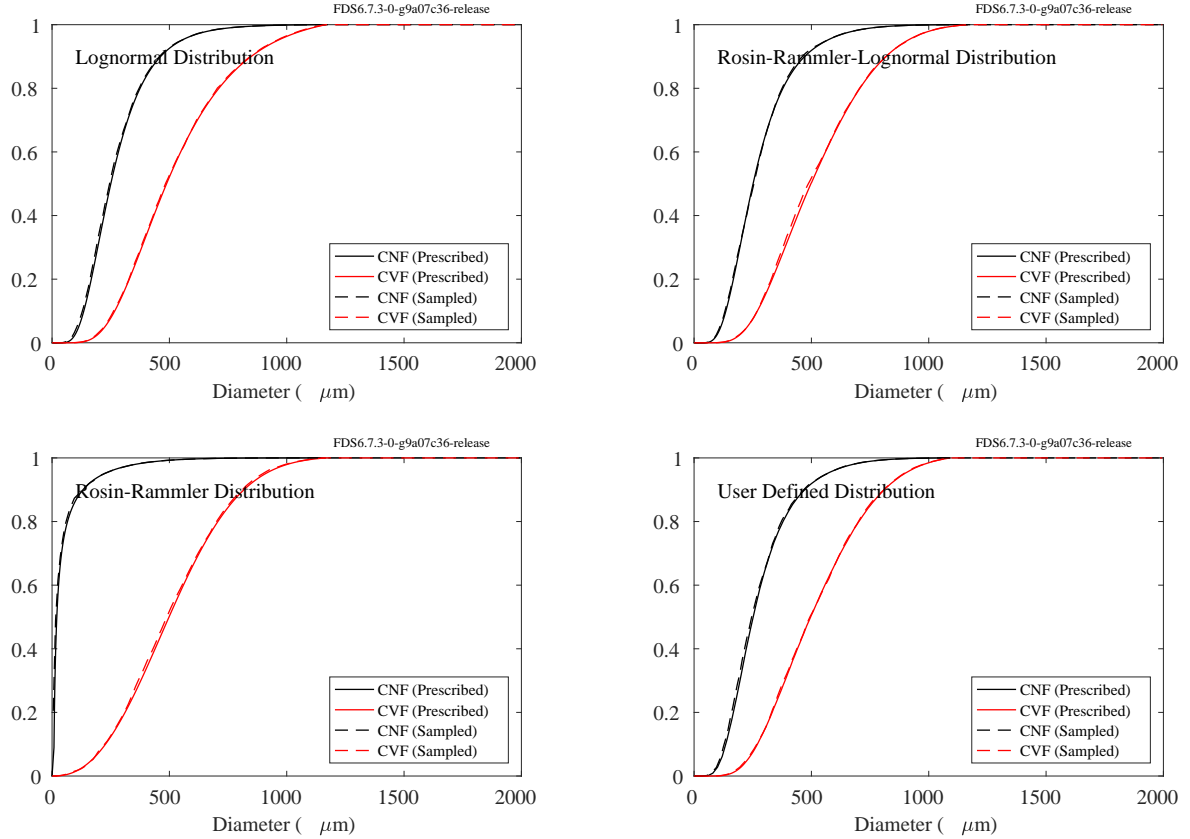 FDS6.7.3-0-g9a07c36-release
1
Lognormal Distribution
0.8
0.6
0.4
CNF (Prescribed)
CVF (Prescribed)
0.2
CNF (Sampled)
CVF (Sampled)
0
0 500 1000 1500 2000
Diameter ( μm)
FDS6.7.3-0-g9a07c36-release
1
Rosin-Rammler-Lognormal Distribution
0.8
0.6
0.4
CNF (Prescribed)
CVF (Prescribed)
0.2
CNF (Sampled)
CVF (Sampled)
0
0 500 1000 1500 2000
Diameter ( μm)
FDS6.7.3-0-g9a07c36-release
1
Rosin-Rammler Distribution
0.8
0.6
0.4
CNF (Prescribed)
CVF (Prescribed)
0.2
CNF (Sampled)
CVF (Sampled)
0
0 500 1000 1500 2000
Diameter ( μm)
FDS6.7.3-0-g9a07c36-release
1
User Defined Distribution
0.8
0.6
0.4
CNF (Prescribed)
CVF (Prescribed)
0.2
CNF (Sampled)
CVF (Sampled)
0
0 500 1000 1500 2000
Diameter ( μm)